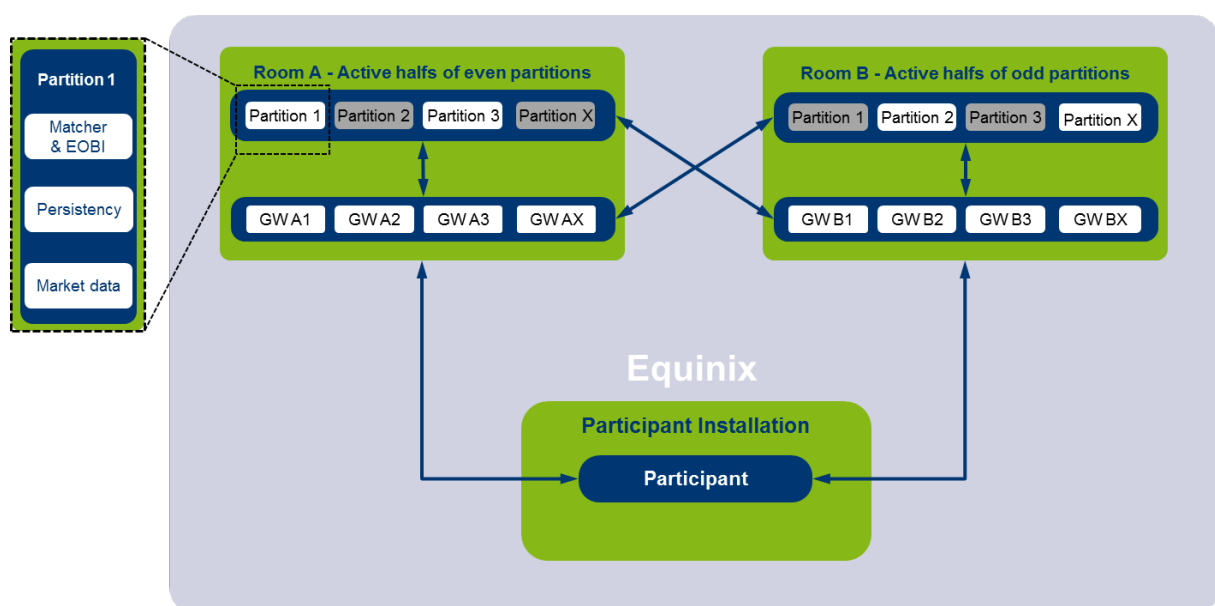 Partition 1
Matcher
& EOBI
Persistency
Market data
Room A - Active halfs of even partitions
Partition 1 Partition 2 Partition 3 Partition X
GW A1 GW A2 GW A3 GW AX
Room B - Active halfs of odd partitions
Partition 1 Partition 2 Partition 3 Partition X
GW B1 GW B2 GW B3 GW BX
Equinix
Participant Installation
Participant